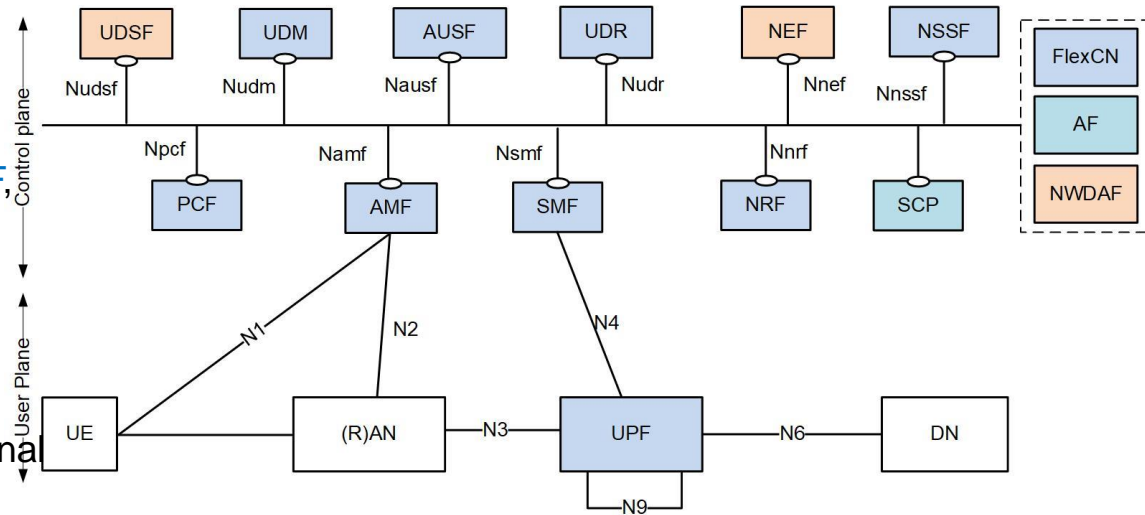 UDSF
UDM
AUSF
UDR
NEF
NSSF
FlexCN
Nudsf
Nudm
Nausf
Nudr
Nnef
Nnssf
AF
Control plane
Npcf
Namf
Nsmf
Nnrf
F,
PCF
AMF
SMF
NRF
SCP
NWDAF
N1
N2
N4
User Plane
UE
(R)AN
N3
UPF
N6
DN
nal
N9